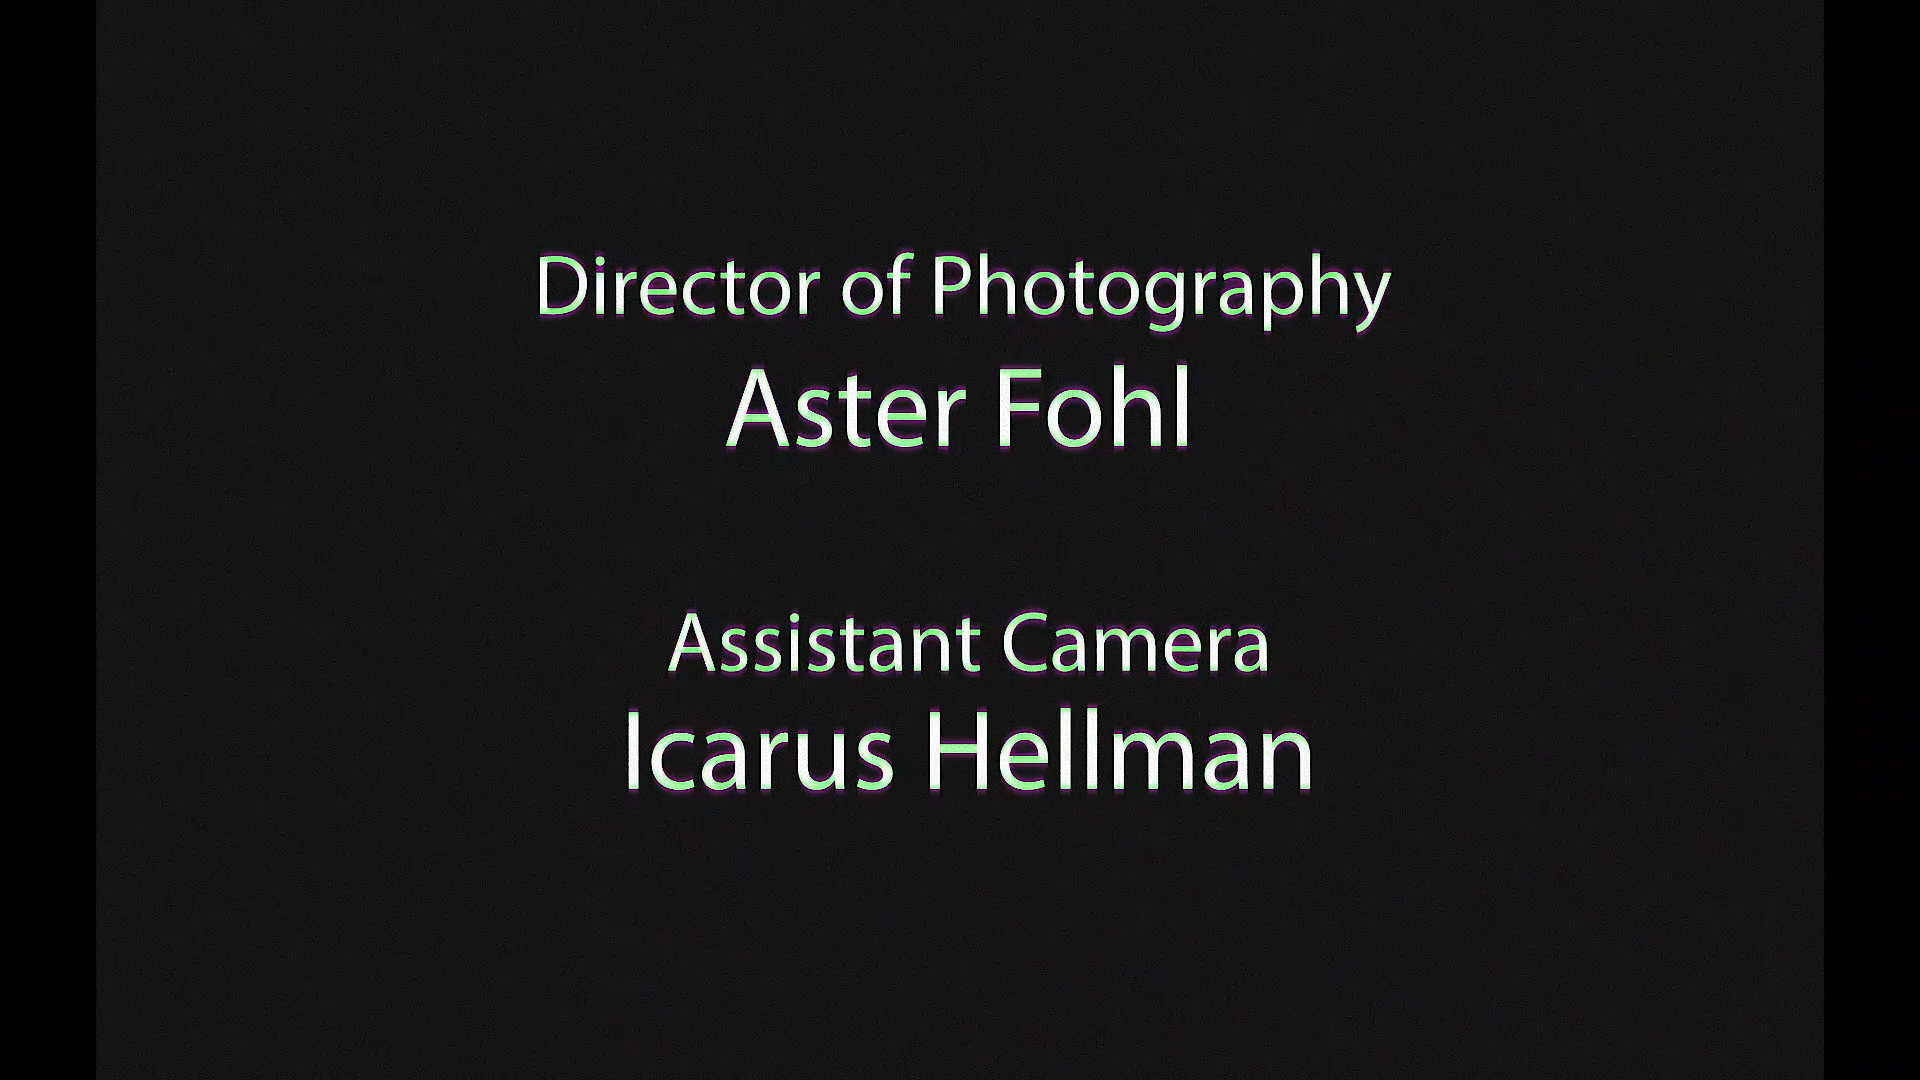 Director of Photography
Aster Fohl
Assistant Camera
Icarus Hellman